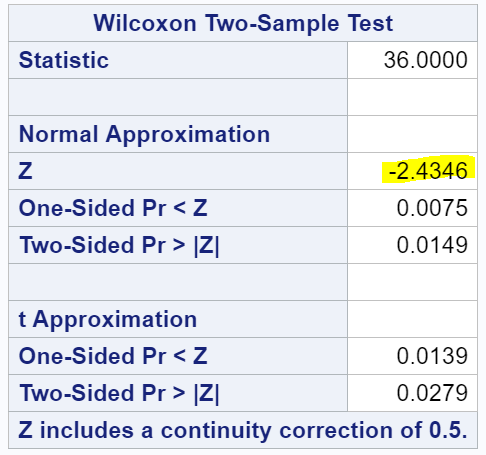 Wilcoxon Two-Sample Test
Statistic 36.0000
Normal Approximation
Z -2.4346
One-Sided Pr < Z 0.0075
Two-Sided Pr > |Z| 0.0149
t Approximation
One-Sided Pr < Z 0.0139
Two-Sided Pr > |Z| 0.0279
Z includes a continuity correction of 0.5.